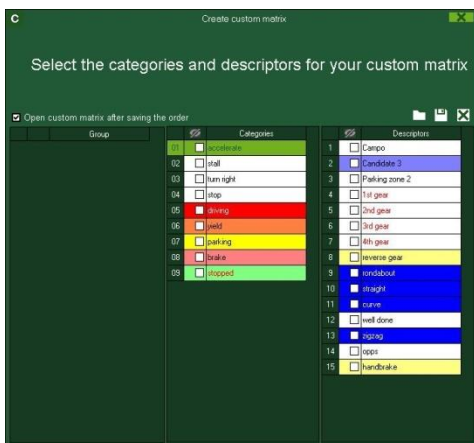 C Create custom matrix X
Select the categories and descriptors for your custom matrix
Open custom matrix after saving the order
Group
Categories
01 accelerate
02 stall
03 turn right
04 stop
05 driving
06 yield
07 parking
08 brake
09 stopped
Descriptors
1 Campo
2 Candidate 3
3 Parking zone 2
4 1st gear
5 2nd gear
6 3rd gear
7 4th gear
8 reverse gear
9 rondabout
10 straight
11 curve
12 well done
13 zigzag
14 opps
15 handbrake